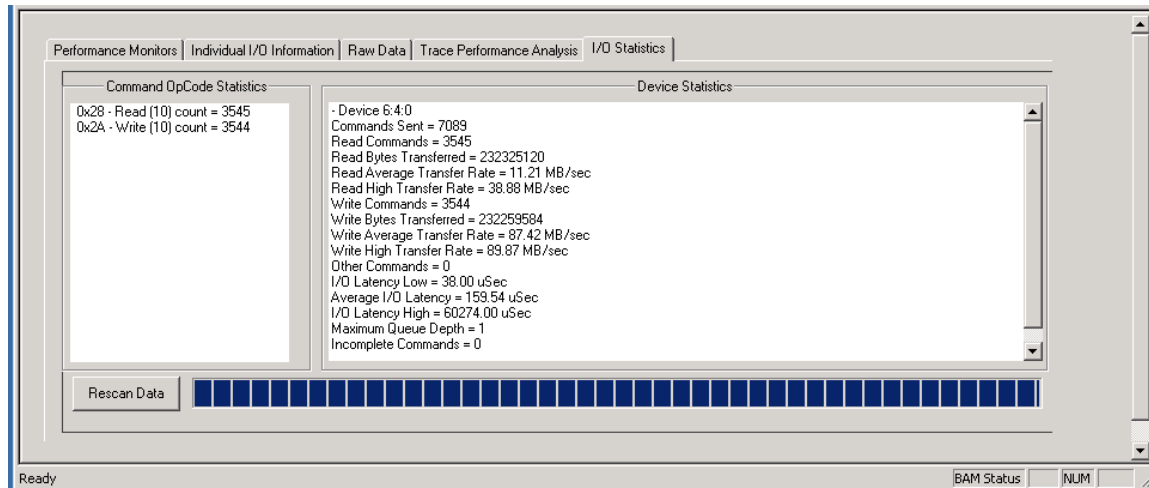 Performance Monitors Individual I/O Information Raw Data Trace Performance Analysis I/O Statistics
Command OpCode Statistics
0x28 - Read (10) count = 3545
0x2A - Write (10) count = 3544
Device Statistics
- Device 6:4:0
Commands Sent = 7089
Read Commands = 3545
Read Bytes Transferred = 232325120
Read Average Transfer Rate = 11.21 MB/sec
Read High Transfer Rate = 38.88 MB/sec
Write Commands = 3544
Write Bytes Transferred = 232259584
Write Average Transfer Rate = 87.42 MB/sec
Write High Transfer Rate = 89.87 MB/sec
Other Commands = 0
I/O Latency Low = 38.00 uSec
Average I/O Latency = 159.54 uSec
I/O Latency High = 60274.00 uSec
Maximum Queue Depth = 1
Incomplete Commands = 0
Rescan Data
Ready BAM Status NUM